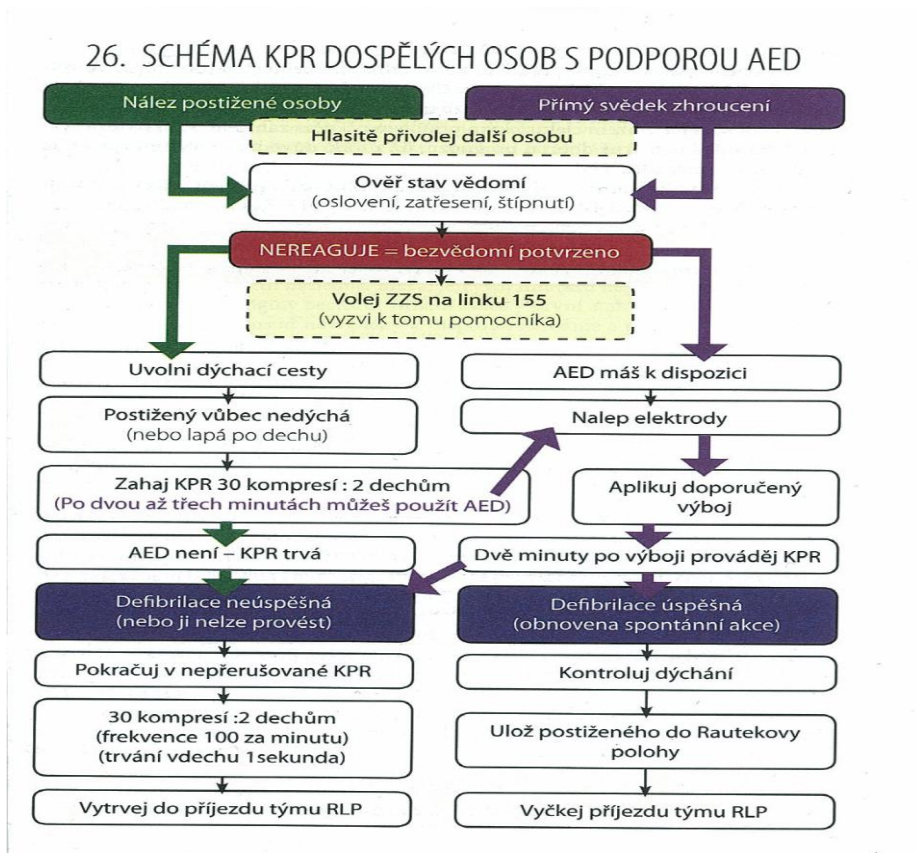 26. SCHÉMA KPR DOSPĚLÝCH OSOB S PODPOROU AED
Nález postižené osoby
Přímý svědek zhroucení
Hlasitě přivolej další osobu
Ověř stav vědomí
(oslovení, zatřesení, štípnutí)
NEREAGUJE = bezvědomí potvrzeno
Volej ZZS na linku 155
(vyzvi k tomu pomocníka)
Uvolni dýchací cesty
Postižený vůbec nedýchá
(nebo lapá po dechu)
Zahaj KPR 30 kompresí : 2 dechům
(Po dvou až třech minutách můžeš použít AED)
AED není – KPR trvá
Defibrilace neúspěšná
(nebo ji nelze provést)
Pokračuj v nepřerušované KPR
30 kompresí :2 dechům
(frekvence 100 za minutu)
(trvání vdechu 1sekunda)
Vytrvej do příjezdu týmu RLP
AED máš k dispozici
Nalep elektrody
Aplikuj doporučený
výboj
Dvě minuty po výboji prováděj KPR
Defibrilace úspěšná
(obnovena spontánní akce)
Kontroluj dýchání
Ulož postiženého do Rautekovy
polohy
Vyčkej příjezdu týmu RLP